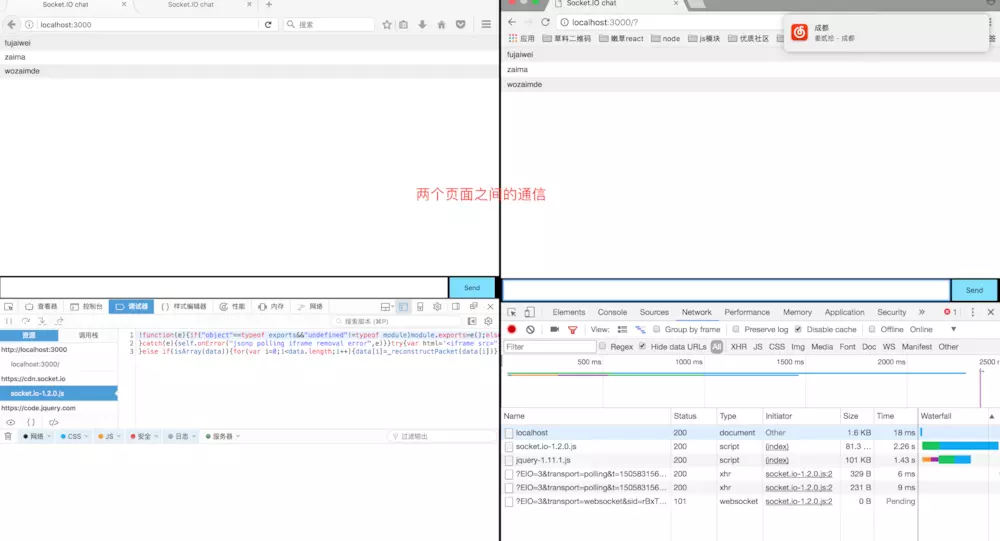 Socket.IO chat
Socket.IO chat
localhost:3000
搜索
fujaiwei
zaima
wozaimde
Send
查看器
控制台
调试器
样式编辑器
性能
内存
网络
资源
调用栈
搜索脚本 (⌘P)
http://localhost:3000
localhost:3000/
https://cdn.socket.io
socket.io-1.2.0.js
https://code.jquery.com
1 !function(e){if("object"==typeof exports&&"undefined"!=typeof module)module.exports=e();else
2 }catch(e){self.onError("jsonp polling iframe removal error",e)}}try{var html='<iframe src="
3 }else if(isArray(data)){for(var i=0;i<data.length;i++){data[i]=_reconstructPacket(data[i])}
网络
CSS
JS
安全
日志
服务器
过滤输出
两个页面之间的通信
Socket.IO chat
localhost:3000/?
应用
草料二维码
嫩草react
node
js模块
优质社区
成都
fujaiwei
zaima
wozaimde
Send
Elements
Console
Sources
Network
Performance
Memory
Application
Security
1
View:
Group by frame
Preserve log
Disable cache
Offline
Online
Filter
Regex
Hide data URLs
All
XHR
JS
CSS
Img
Media
Font
Doc
WS
Manifest
Other
500 ms
1000 ms
1500 ms
2000 ms
Name Status Type Initiator Size Time Waterfall
localhost 200 document Other 1.6 KB 18 ms
socket.io-1.2.0.js 200 script (index) 81.3 ... 2.26 s
jquery-1.11.1.js 200 script (index) 101 KB 1.43 s
?EIO=3&transport=polling&t=150583156... 200 xhr socket.io-1.2.0.js:2 329 B 6 ms
?EIO=3&transport=polling&t=150583156... 200 xhr socket.io-1.2.0.js:2 231 B 9 ms
?EIO=3&transport=websocket&sid=rBxT... 101 websocket socket.io-1.2.0.js:2 0 B Pending